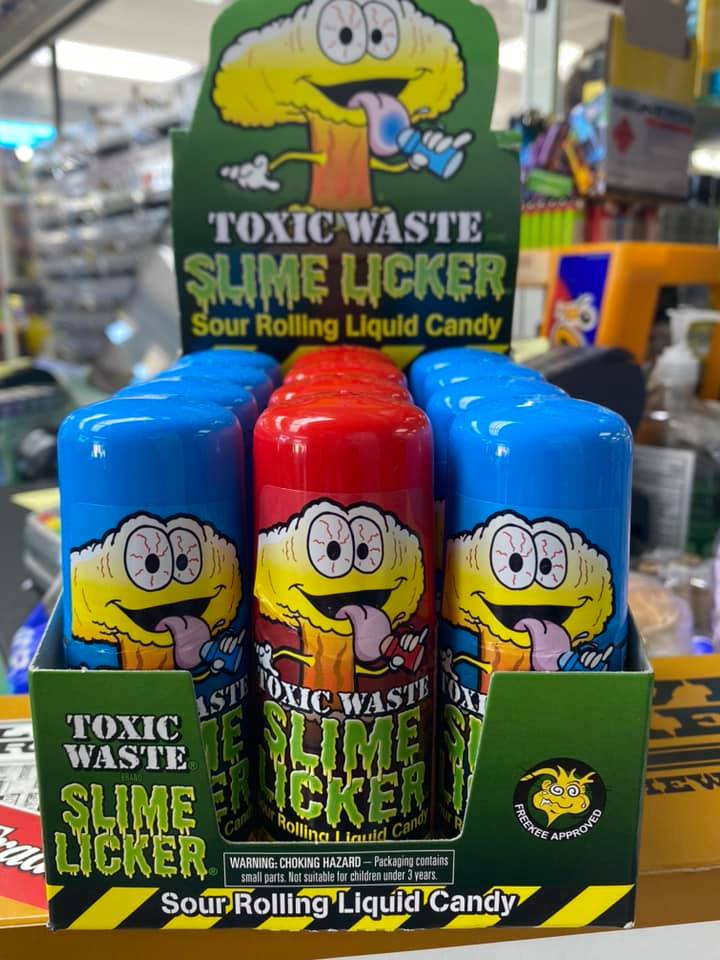 TOXIC WASTE
SLIME LICKER
Sour Rolling Liquid Candy
TOXIC WASTE
SLIME
LICKER
Sour Rolling Liquid Candy
TOXIC
WASTE®
BRAND
SLIME
LICKER®
WARNING: CHOKING HAZARD – Packaging contains
small parts. Not suitable for children under 3 years.
FREEKEE APPROVED
Sour Rolling Liquid Candy